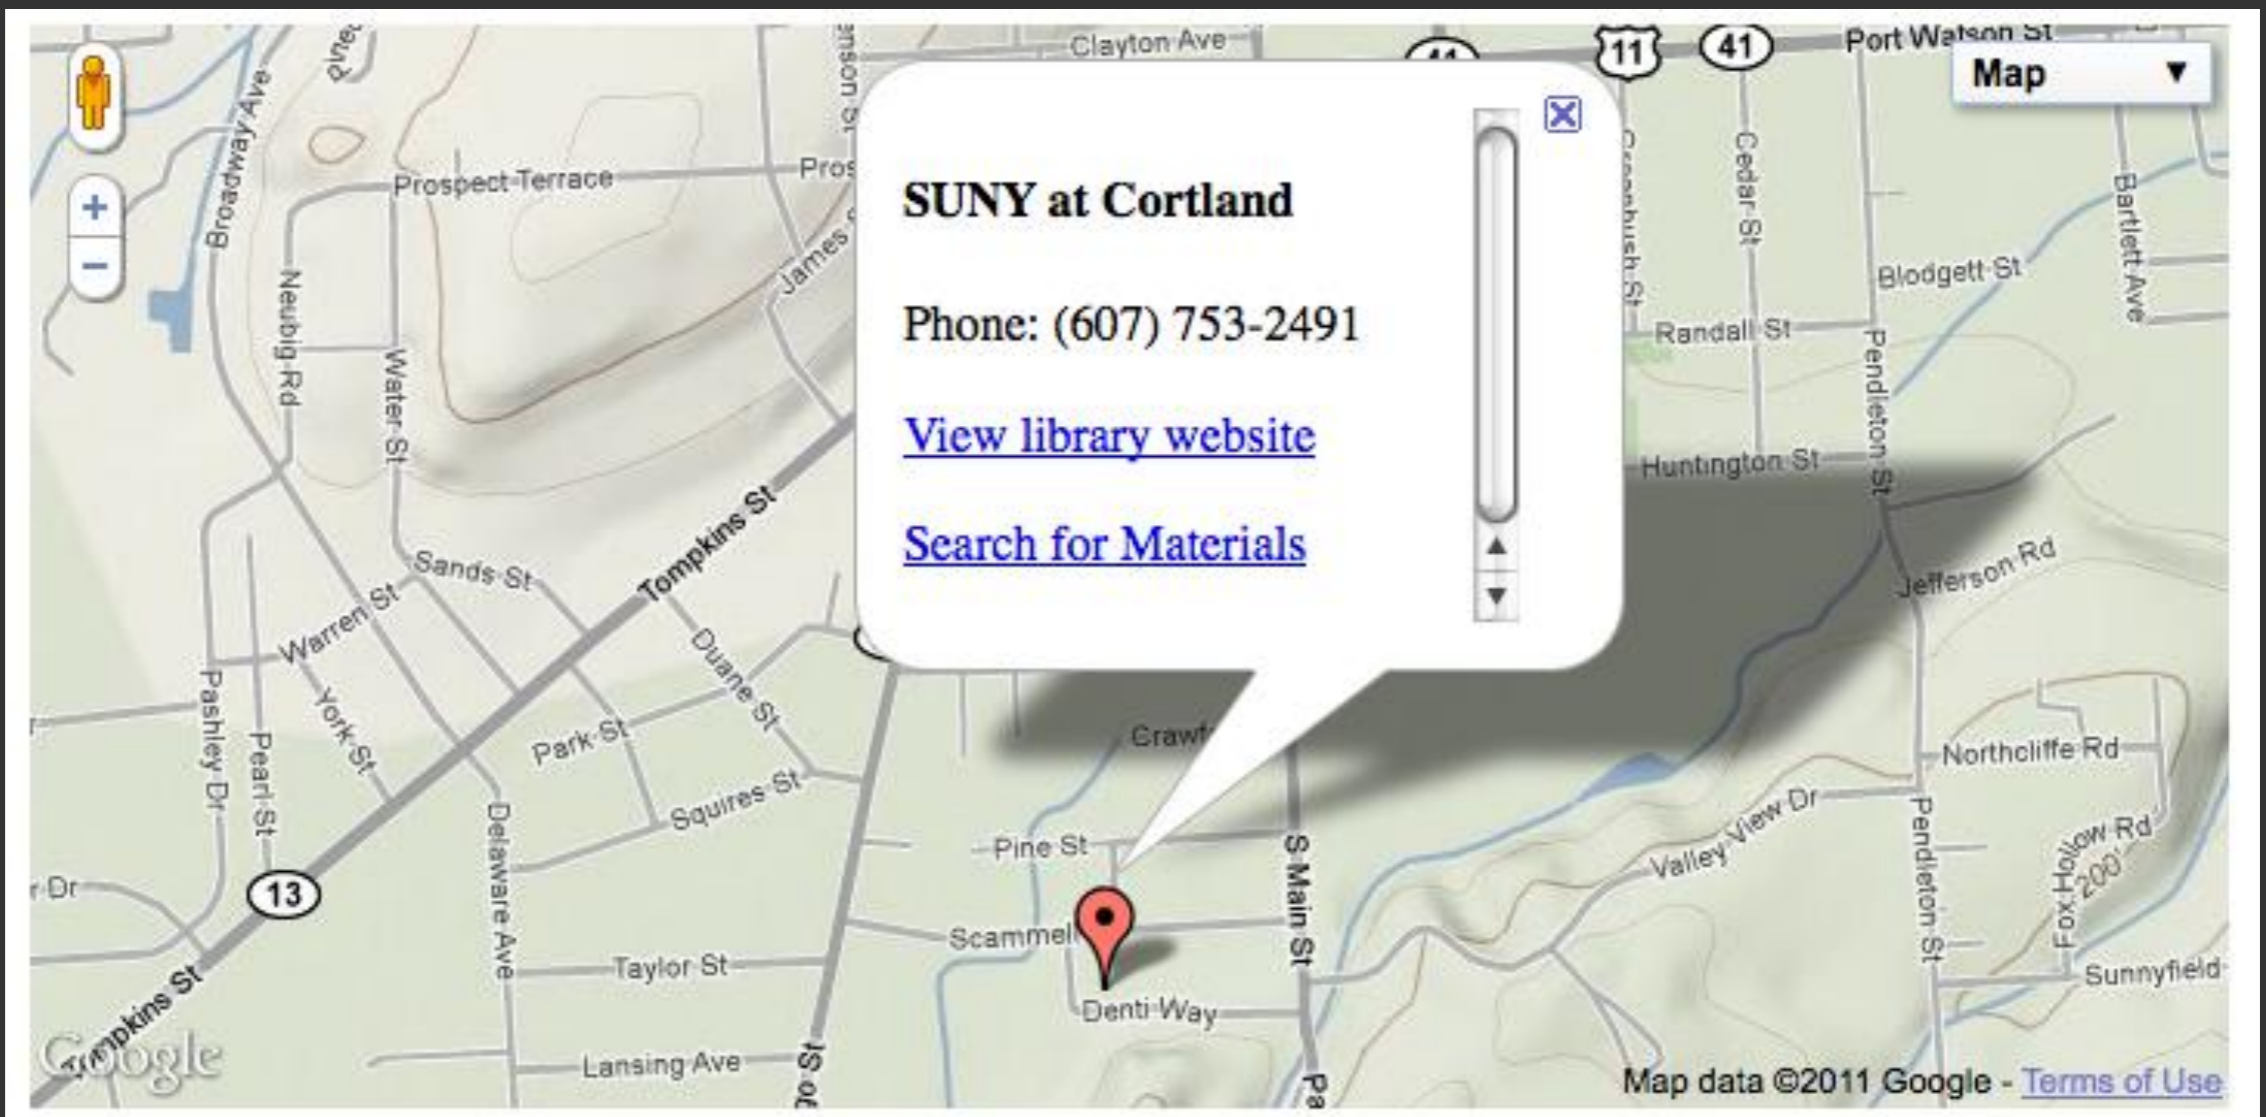 Clayton Ave
11
41
Port Watson St
Map
Broadway Ave
Prospect Terrace
SUNY at Cortland
Phone: (607) 753-2491
View library website
Search for Materials
Cedar St
Bartlett Ave
Blodgett St
Randall St
Neubig Rd
Water St
James
Pendleton St
Huntington St
Tompkins St
Sands St
Warren St
Jefferson Rd
Duane St
Pashley Dr
Pearl St
York St
Park St
Squires St
Delaware Ave
Northcliffe Rd
Pine St
S Main St
Valley View Dr
Pendleton St
Fox Hollow Rd
200'
13
Scammel
Taylor St
Denti Way
Sunnyfield
Tompkins St
Lansing Ave
Google
Map data ©2011 Google - Terms of Use